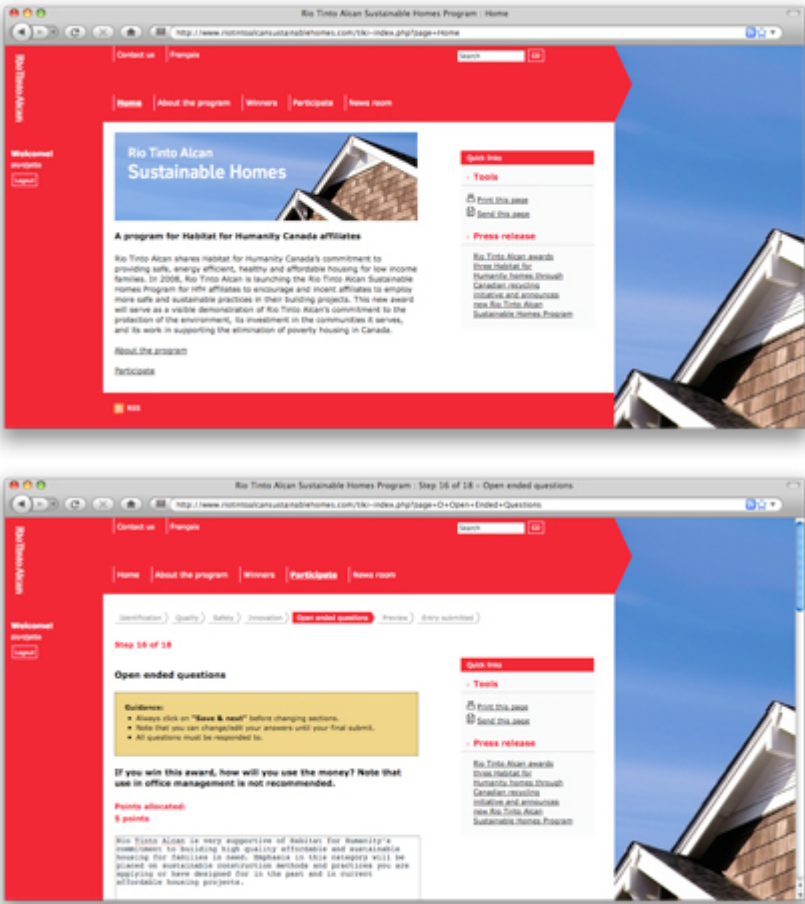 Rio Tinto Alcan Sustainable Homes Program : Home
http://www.riotintoalcansustainablehomes.com/tiki-index.php?page=Home
Rio Tinto Alcan
Contact us Français
Search GO
Home About the program Winners Participate News room
Welcome!
Logout
Rio Tinto Alcan
Sustainable Homes
A program for Habitat for Humanity Canada affiliates
Rio Tinto Alcan shares Habitat for Humanity Canada's commitment to
providing safe, energy efficient, healthy and affordable housing for low income
families. In 2008, Rio Tinto Alcan is launching the Rio Tinto Alcan Sustainable
Homes Program for HFH affiliates to encourage and incent affiliates to employ
more safe and sustainable practices in their building projects. This new award
will serve as a visible demonstration of Rio Tinto Alcan's commitment to the
protection of the environment, its investment in the communities it serves,
and its work in supporting the elimination of poverty housing in Canada.
About the program
Participate
Quick links
Tools
Print this page
Send this page
Press release
Rio Tinto Alcan awards
three Habitat for
Humanity homes through
Canadian recycling
initiative and announces
new Rio Tinto Alcan
Sustainable Homes Program
RSS
Rio Tinto Alcan Sustainable Homes Program : Step 16 of 18 - Open ended questions
http://www.riotintoalcansustainablehomes.com/tiki-index.php?page=O+Open+Ended+Questions
Rio Tinto Alcan
Contact us Français
Search GO
Home About the program Winners Participate News room
Welcome!
Logout
Identification Quality Safety Innovation Open ended questions Preview Entry submitted
Step 16 of 18
Open ended questions
Guidance:
• Always click on "Save & next" before changing sections.
• Note that you can change/edit your answers until your final submit.
• All questions must be responded to.
If you win this award, how will you use the money? Note that
use in office management is not recommended.
Points allocated:
5 points
Rio Tinto Alcan is very supportive of Habitat for Humanity's
commitment to building high quality affordable and sustainable
housing for families in need. Emphasis in this category will be
placed on sustainable construction methods and practices you are
applying or have designed for in the past and in current
affordable housing projects.
Quick links
Tools
Print this page
Send this page
Press release
Rio Tinto Alcan awards
three Habitat for
Humanity homes through
Canadian recycling
initiative and announces
new Rio Tinto Alcan
Sustainable Homes Program